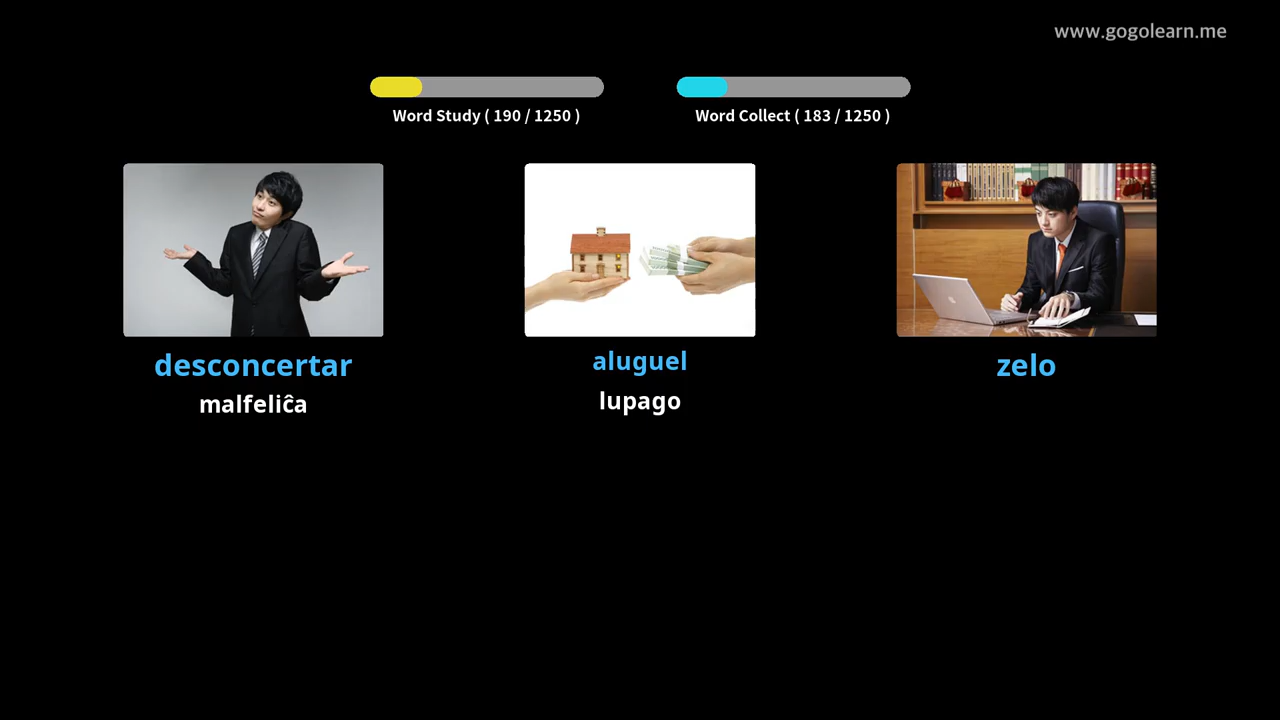 www.gogolearn.me
Word Study ( 190 / 1250 )
Word Collect ( 183 / 1250 )
desconcertar
malfeliĉa
aluguel
lupago
zelo